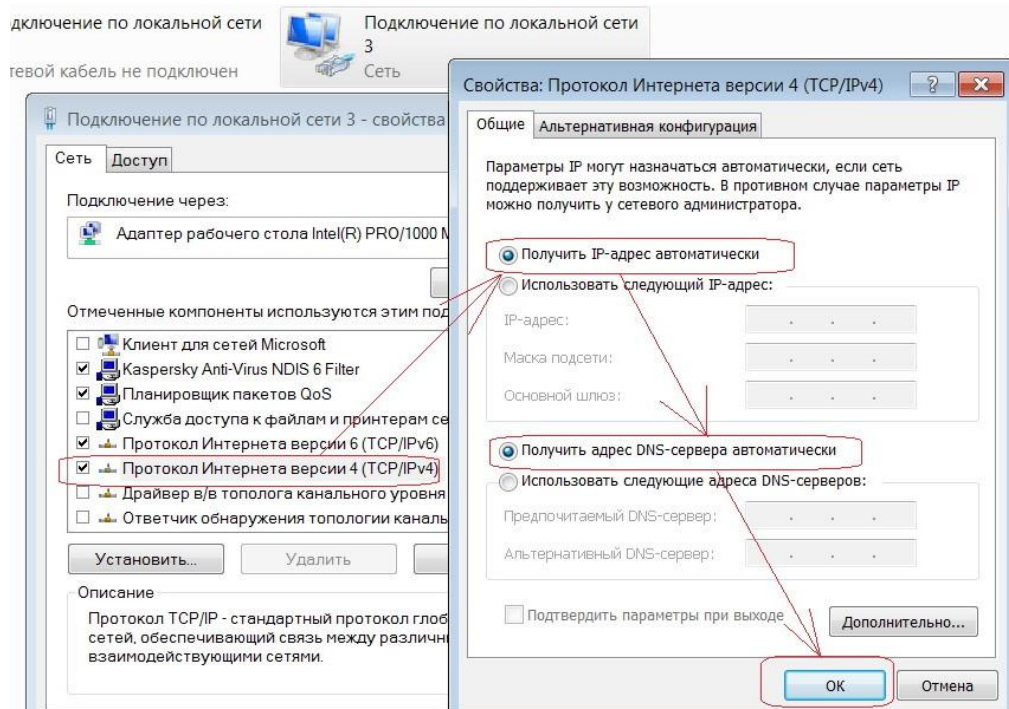 дключение по локальной сети
тевой кабель не подключен
Подключение по локальной сети
3
Сеть
Подключение по локальной сети 3 - свойства
Сеть
Доступ
Подключение через:
Адаптер рабочего стола Intel(R) PRO/1000 M
Отмеченные компоненты используются этим под
Клиент для сетей Microsoft
Kaspersky Anti-Virus NDIS 6 Filter
Планировщик пакетов QoS
Служба доступа к файлам и принтерам се
Протокол Интернета версии 6 (TCP/IPv6)
Протокол Интернета версии 4 (TCP/IPv4)
Драйвер в/в тополога канального уровня
Ответчик обнаружения топологии каналь
Установить...
Удалить
Описание
Протокол TCP/IP - стандартный протокол глоб
сетей, обеспечивающий связь между различн
взаимодействующими сетями.
Свойства: Протокол Интернета версии 4 (TCP/IPv4)
Общие
Альтернативная конфигурация
Параметры IP могут назначаться автоматически, если сеть
поддерживает эту возможность. В противном случае параметры IP
можно получить у сетевого администратора.
Получить IP-адрес автоматически
Использовать следующий IP-адрес:
IP-адрес:
Маска подсети:
Основной шлюз:
Получить адрес DNS-сервера автоматически
Использовать следующие адреса DNS-серверов:
Предпочитаемый DNS-сервер:
Альтернативный DNS-сервер:
Подтвердить параметры при выходе
Дополнительно...
ОК
Отмена